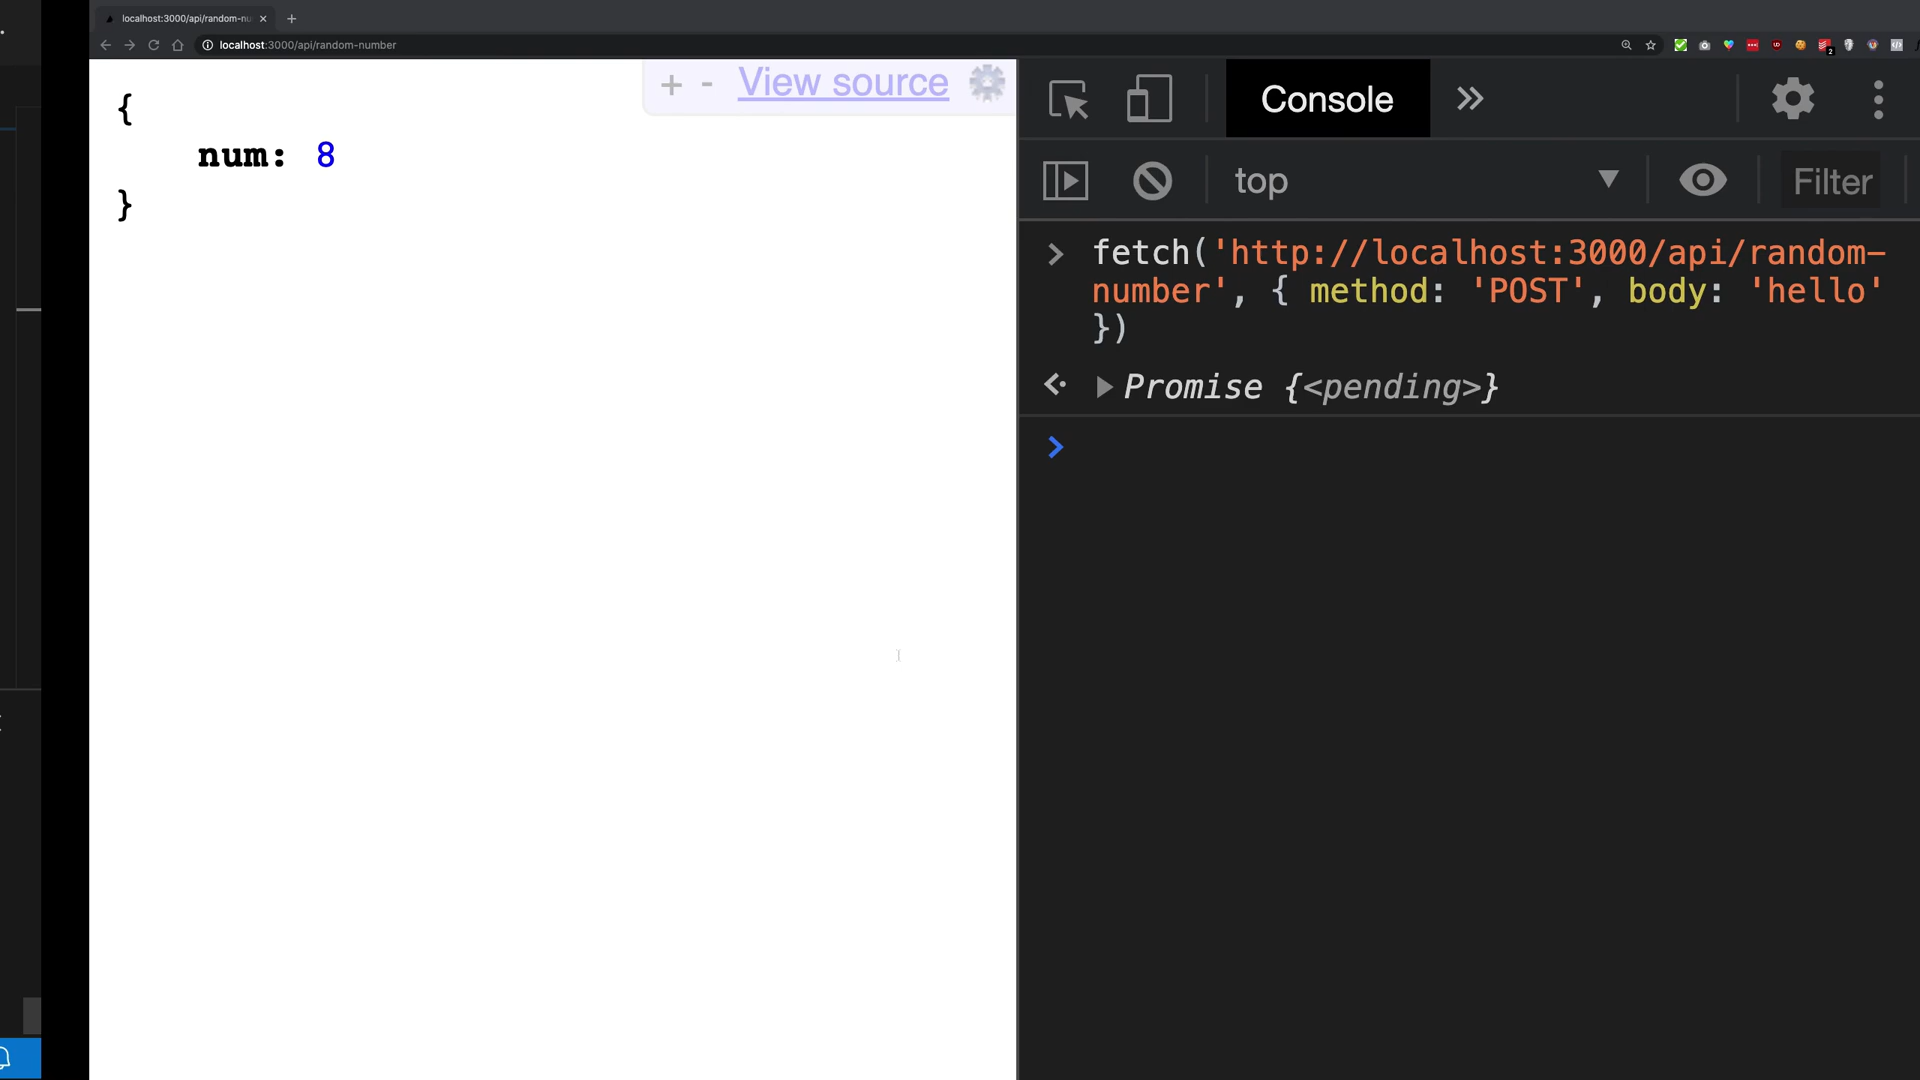 localhost:3000/api/random-nu
localhost:3000/api/random-number
+ - View source
{
num: 8
}
Console
top
Filter
fetch('http://localhost:3000/api/random-
number', { method: 'POST', body: 'hello'
})
Promise {<pending>}
2